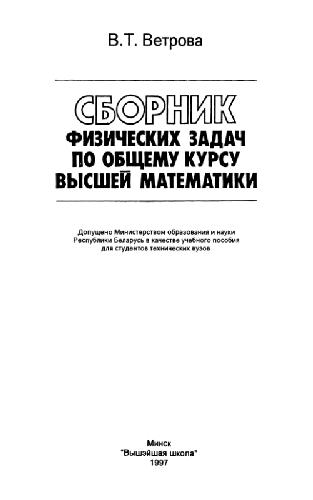 В.Т. Ветрова
СБОРНИК
ФИЗИЧЕСКИХ ЗАДАЧ
ПО ОБЩЕМУ КУРСУ
ВЫСШЕЙ МАТЕМАТИКИ
Допущено Министерством образования и науки
Республики Беларусь в качестве учебного пособия
для студентов технических вузов
Минск
"Вышэйшая школа"
1997